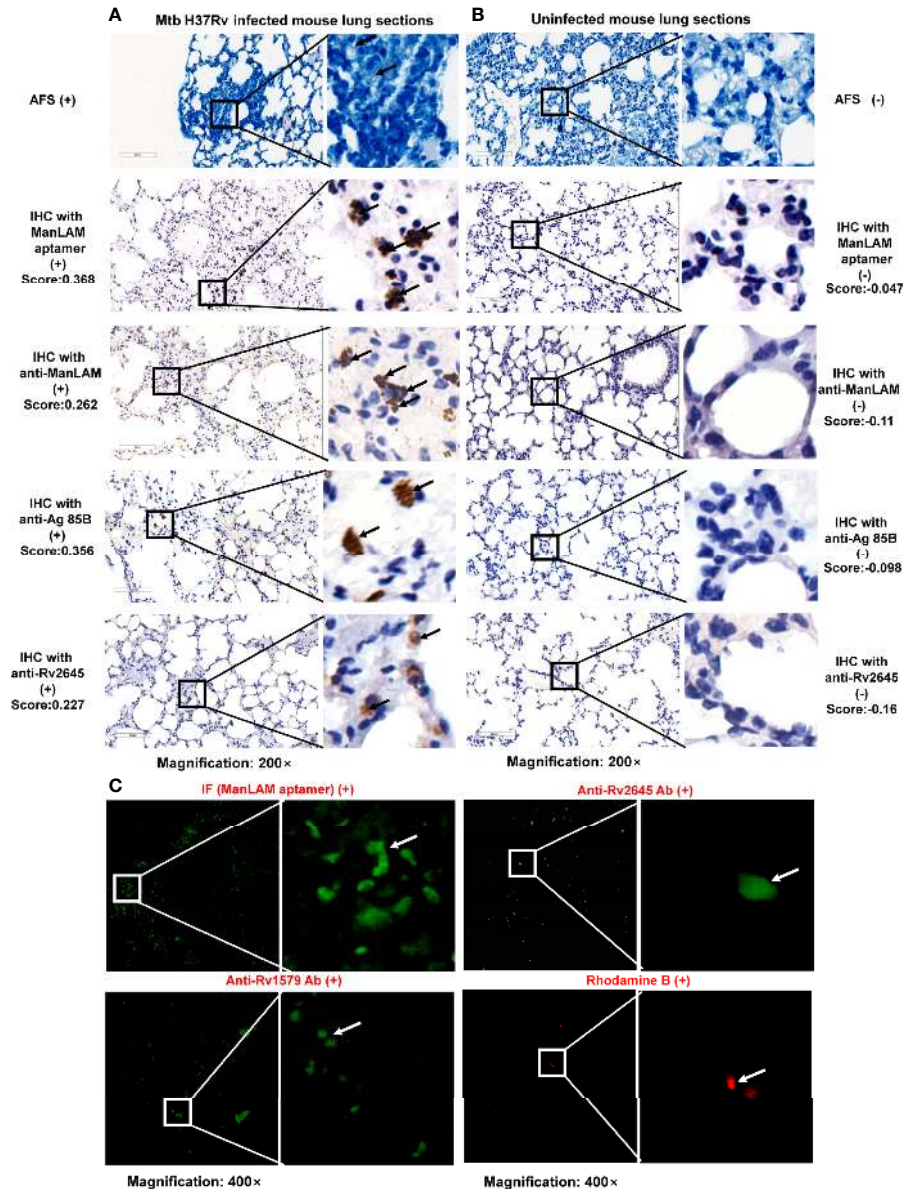 A
B
Mtb H37Rv infected mouse lung sections
Uninfected mouse lung sections
AFS (+)
AFS (-)
IHC with
ManLAM
aptamer
(+)
Score:0.368
IHC with
ManLAM
aptamer
(-)
Score:-0.047
IHC with
anti-ManLAM
(+)
Score:0.262
IHC with
anti-ManLAM
(-)
Score:-0.11
IHC with
anti-Ag 85B
(+)
Score:0.356
IHC with
anti-Ag 85B
(-)
Score:-0.098
IHC with
anti-Rv2645
(+)
Score:0.227
IHC with
anti-Rv2645
(-)
Score:-0.16
Magnification: 200×
Magnification: 200×
C
IF (ManLAM aptamer) (+)
Anti-Rv2645 Ab (+)
Anti-Rv1579 Ab (+)
Rhodamine B (+)
Magnification: 400×
Magnification: 400×